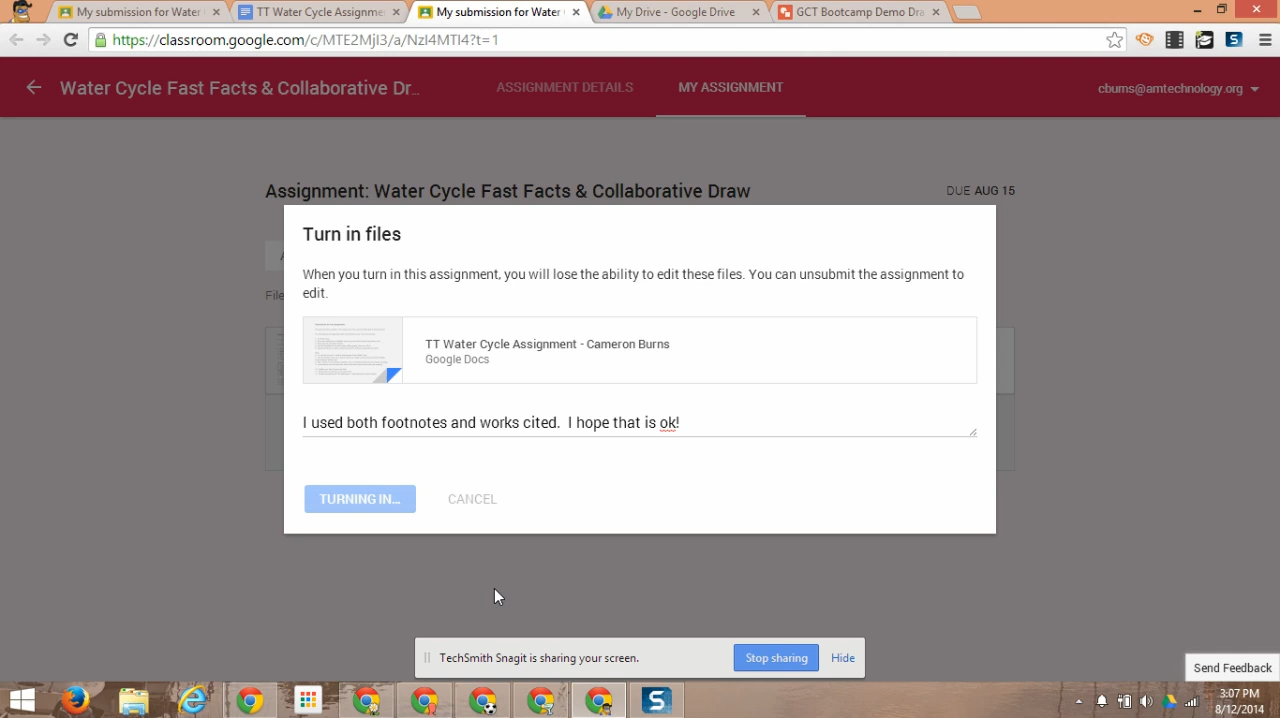 My submission for Water
TT Water Cycle Assignme
My submission for Water
My Drive - Google Drive
GCT Bootcamp Demo Dra
https://classroom.google.com/c/MTE2MjI3/a/NzI4MTI4?t=1
Water Cycle Fast Facts & Collaborative Dr...
ASSIGNMENT DETAILS
MY ASSIGNMENT
cburns@amtechnology.org
Assignment: Water Cycle Fast Facts & Collaborative Draw
DUE AUG 15
Turn in files
When you turn in this assignment, you will lose the ability to edit these files. You can unsubmit the assignment to
edit.
File
TT Water Cycle Assignment - Cameron Burns
Google Docs
I used both footnotes and works cited.  I hope that is ok!
TURNING IN...
CANCEL
TechSmith Snagit is sharing your screen.
Stop sharing
Hide
Send Feedback
3:07 PM
8/12/2014